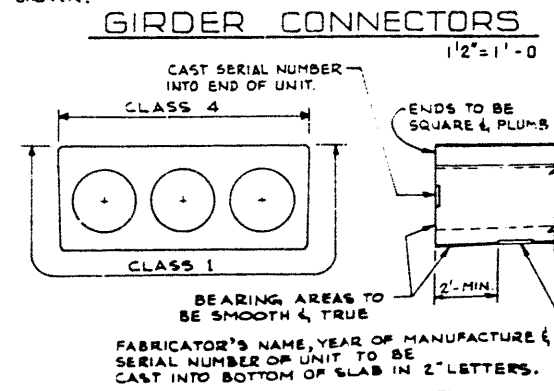 GIRDER CONNECTORS
1 1/2" = 1' - 0
CAST SERIAL NUMBER
INTO END OF UNIT.
CLASS 4
ENDS TO BE
SQUARE & PLUMB
CLASS 1
2'-MIN.
BEARING AREAS TO
BE SMOOTH & TRUE
FABRICATOR'S NAME, YEAR OF MANUFACTURE &
SERIAL NUMBER OF UNIT TO BE
CAST INTO BOTTOM OF SLAB IN 2" LETTERS.